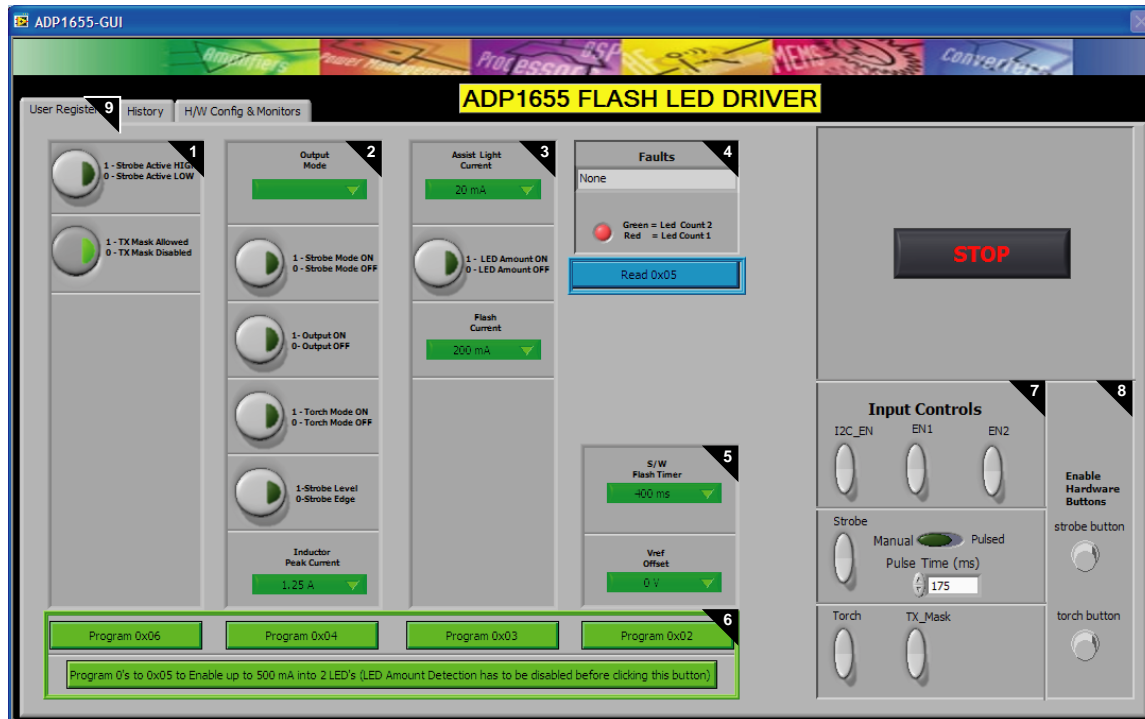 ADP1655-GUI
Amplifiers
Power Management
Processors
DSP
MEMS
Converters
ADP1655 FLASH LED DRIVER
User Register
9
History
H/W Config & Monitors
1
1 - Strobe Active HIGH
0 - Strobe Active LOW
1 - TX Mask Allowed
0 - TX Mask Disabled
2
Output
Mode
1 - Strobe Mode ON
0 - Strobe Mode OFF
1- Output ON
0- Output OFF
1 - Torch Mode ON
0 - Torch Mode OFF
1-Strobe Level
0-Strobe Edge
Inductor
Peak Current
1.25 A
3
Assist Light
Current
20 mA
1 - LED Amount ON
0 - LED Amount OFF
Flash
Current
200 mA
4
Faults
None
Green = Led Count 2
Red = Led Count 1
Read 0x05
5
S/W
Flash Timer
400 ms
Vref
Offset
0 V
6
Program 0x06
Program 0x04
Program 0x03
Program 0x02
Program 0's to 0x05 to Enable up to 500 mA into 2 LED's (LED Amount Detection has to be disabled before clicking this button)
STOP
7
Input Controls
I2C_EN
EN1
EN2
Strobe
Manual
Pulsed
Pulse Time (ms)
175
Torch
TX_Mask
8
Enable
Hardware
Buttons
strobe button
torch button